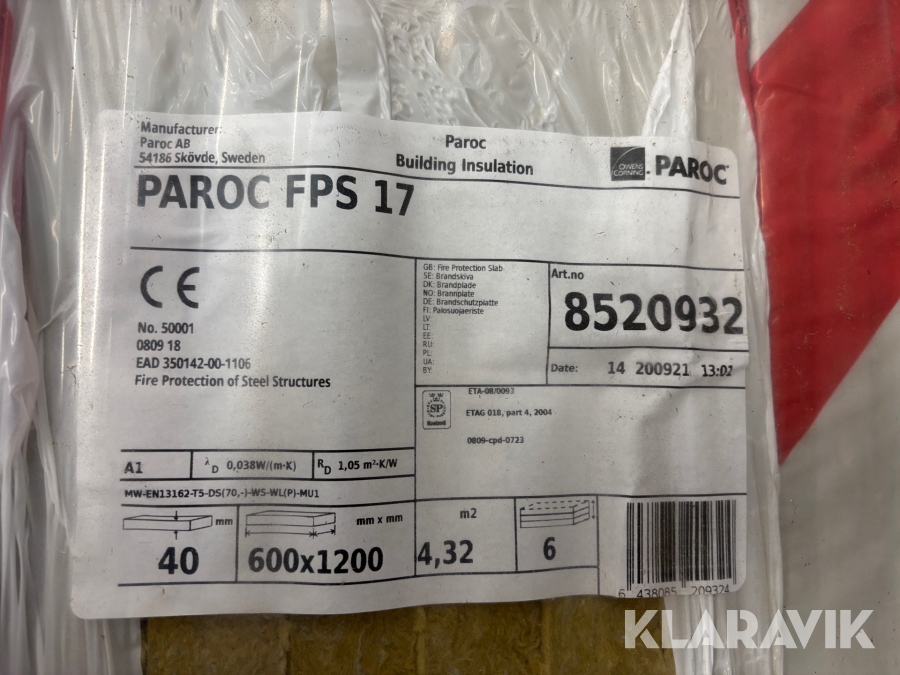 Manufacturer:
Paroc AB
54186 Skövde, Sweden
Paroc
Building Insulation
OWENS
CORNING
PAROC
PAROC FPS 17
CE
No. 50001
0809 18
EAD 350142-00-1106
Fire Protection of Steel Structures
GB: Fire Protection Slab
SE: Brandskiva
DK: Brandplade
NO: Brannplate
DE: Brandschutzplatte
FI: Palosuojaeriste
LV:
LT:
EE:
RU:
PL:
UA:
BY:
Art.no
8520932
Date: 14 200921 13:02
SP
ETA-08/0093
ETAG 018, part 4, 2004
0809-cpd-0723
A1
λD 0,038W/(m·K)
RD 1,05 m²·K/W
MW-EN13162-T5-DS(70,-)-WS-WL(P)-MU1
mm
40
mm x mm
600x1200
m2
4,32
6
6 438085 209324
KLARAVIK